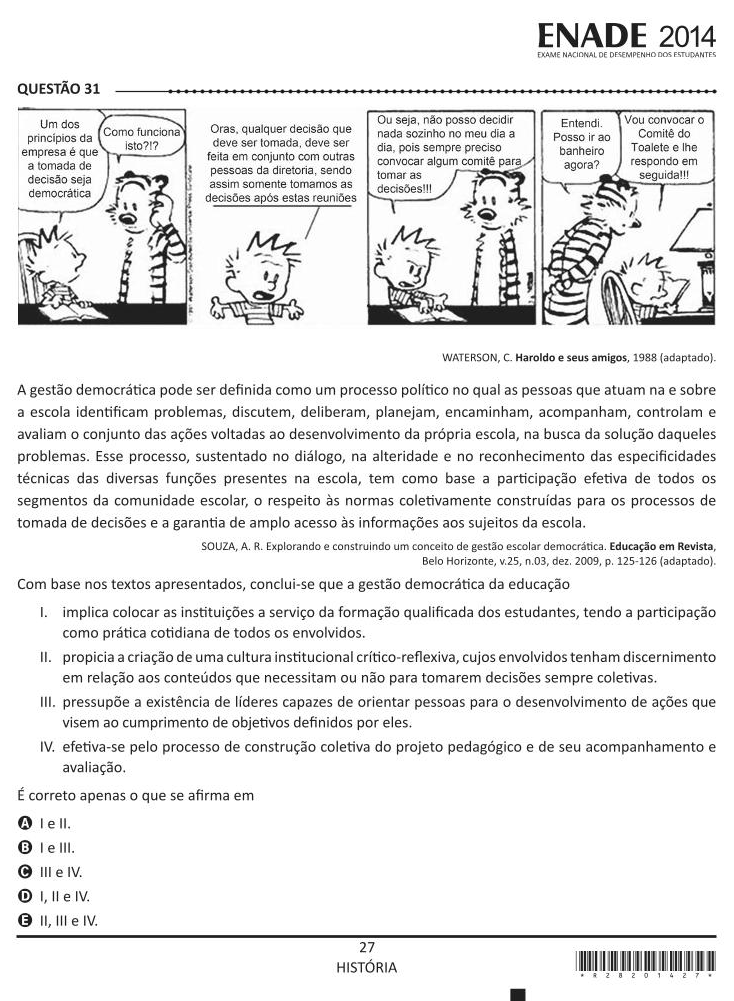 ENADE 2014
EXAME NACIONAL DE DESEMPENHO DOS ESTUDANTES
QUESTÃO 31
Um dos
princípios da
empresa é que
a tomada de
decisão seja
democrática
Como funciona
isto?!?
Oras, qualquer decisão que
deve ser tomada, deve ser
feita em conjunto com outras
pessoas da diretoria, sendo
assim somente tomamos as
decisões após estas reuniões
Ou seja, não posso decidir
nada sozinho no meu dia a
dia, pois sempre preciso
convocar algum comitê para
tomar as
decisões!!!
Entendi.
Posso ir ao
banheiro
agora?
Vou convocar o
Comitê do
Toalete e lhe
respondo em
seguida!!!
WATERSON, C. Haroldo e seus amigos, 1988 (adaptado).
A gestão democrática pode ser definida como um processo político no qual as pessoas que atuam na e sobre
a escola identificam problemas, discutem, deliberam, planejam, encaminham, acompanham, controlam e
avaliam o conjunto das ações voltadas ao desenvolvimento da própria escola, na busca da solução daqueles
problemas. Esse processo, sustentado no diálogo, na alteridade e no reconhecimento das especificidades
técnicas das diversas funções presentes na escola, tem como base a participação efetiva de todos os
segmentos da comunidade escolar, o respeito às normas coletivamente construídas para os processos de
tomada de decisões e a garantia de amplo acesso às informações aos sujeitos da escola.
SOUZA, A. R. Explorando e construindo um conceito de gestão escolar democrática. Educação em Revista,
Belo Horizonte, v.25, n.03, dez. 2009, p. 125-126 (adaptado).
Com base nos textos apresentados, conclui-se que a gestão democrática da educação
I. implica colocar as instituições a serviço da formação qualificada dos estudantes, tendo a participação
como prática cotidiana de todos os envolvidos.
II. propicia a criação de uma cultura institucional crítico-reflexiva, cujos envolvidos tenham discernimento
em relação aos conteúdos que necessitam ou não para tomarem decisões sempre coletivas.
III. pressupõe a existência de líderes capazes de orientar pessoas para o desenvolvimento de ações que
visem ao cumprimento de objetivos definidos por eles.
IV. efetiva-se pelo processo de construção coletiva do projeto pedagógico e de seu acompanhamento e
avaliação.
É correto apenas o que se afirma em
A I e II.
B I e III.
C III e IV.
D I, II e IV.
E II, III e IV.
27
HISTÓRIA
* R 2 8 2 0 1 4 2 7 *